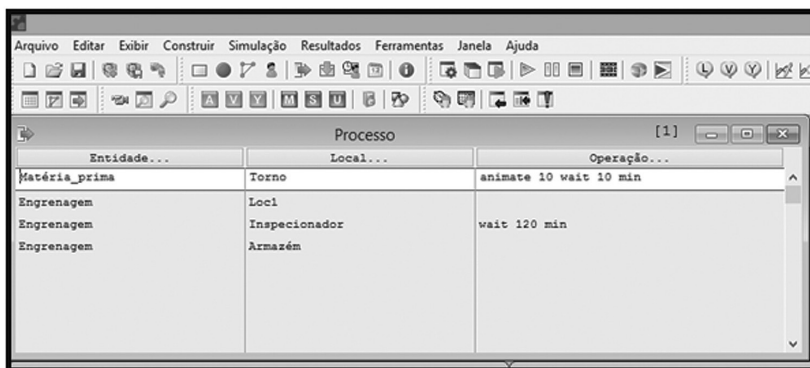 Arquivo Editar Exibir Construir Simulação Resultados Ferramentas Janela Ajuda
L V V
A V Y M S U
Processo [1]
Entidade... Local... Operação...
Matéria_prima Torno animate 10 wait 10 min
Engrenagem Loc1
Engrenagem Inspecionador wait 120 min
Engrenagem Armazém